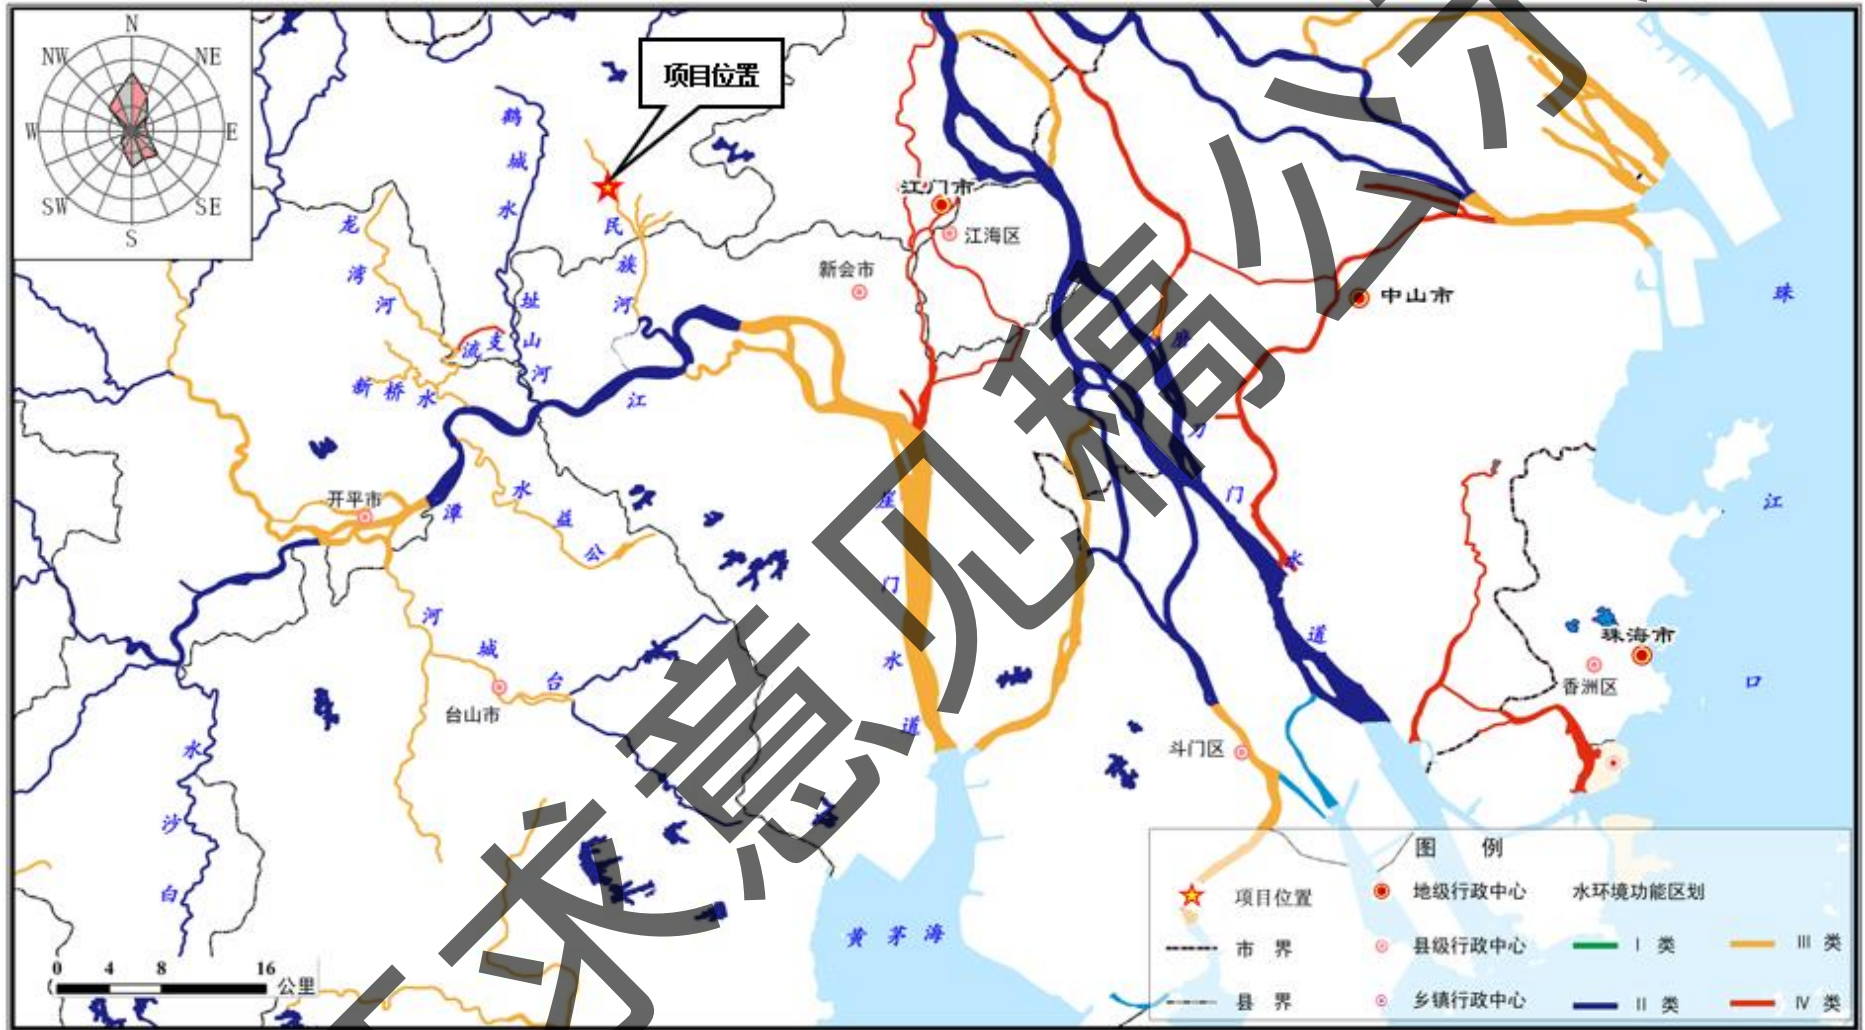 N
NW
NE
W
E
SW
SE
S
项目位置
鹤城水
民族河
龙湾河
址山河
支流
新桥水
江
潭
公益水
台城河
白沙水
江门市
江海区
新会市
中山市
开平市
台山市
崖门水道
磨刀门水道
斗门区
珠海市
香洲区
珠江口
黄茅海
求意见稿公示
0 4 8 16
公里
图 例
项目位置
地级行政中心
水环境功能区划
市 界
县级行政中心
I 类
III 类
县 界
乡镇行政中心
II 类
IV 类